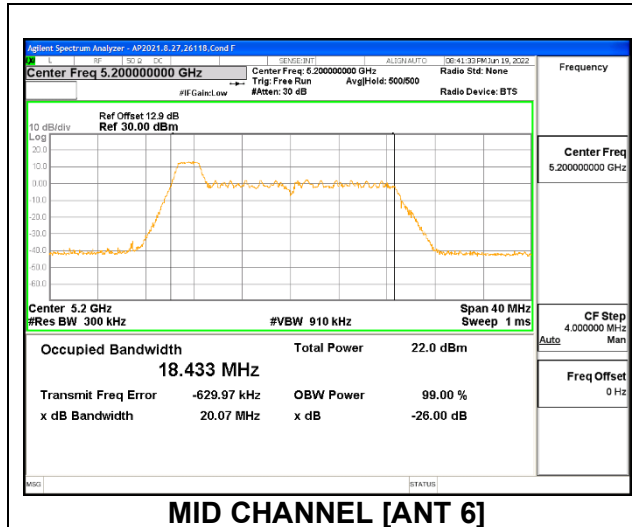 Agilent Spectrum Analyzer - AP2021.8.27,26118,Cond F
L RF 50 Ω DC SENSE:INT ALIGN AUTO 08:41:33 PM Jun 19, 2022
Center Freq 5.200000000 GHz Center Freq: 5.200000000 GHz Radio Std: None Frequency
Trig: Free Run Avg|Hold: 500/500
#IFGain:Low #Atten: 30 dB Radio Device: BTS
Ref Offset 12.9 dB
10 dB/div Ref 30.00 dBm
Log
20.0
10.0
0.00
-10.0
-20.0
-30.0
-40.0
-50.0
-60.0
Center Freq
5.200000000 GHz
Center 5.2 GHz Span 40 MHz
#Res BW 300 kHz #VBW 910 kHz Sweep 1 ms
CF Step
4.000000 MHz
Auto Man
Occupied Bandwidth Total Power 22.0 dBm
18.433 MHz
Transmit Freq Error -629.97 kHz OBW Power 99.00 %
x dB Bandwidth 20.07 MHz x dB -26.00 dB
Freq Offset
0 Hz
MSG STATUS
MID CHANNEL [ANT 6]